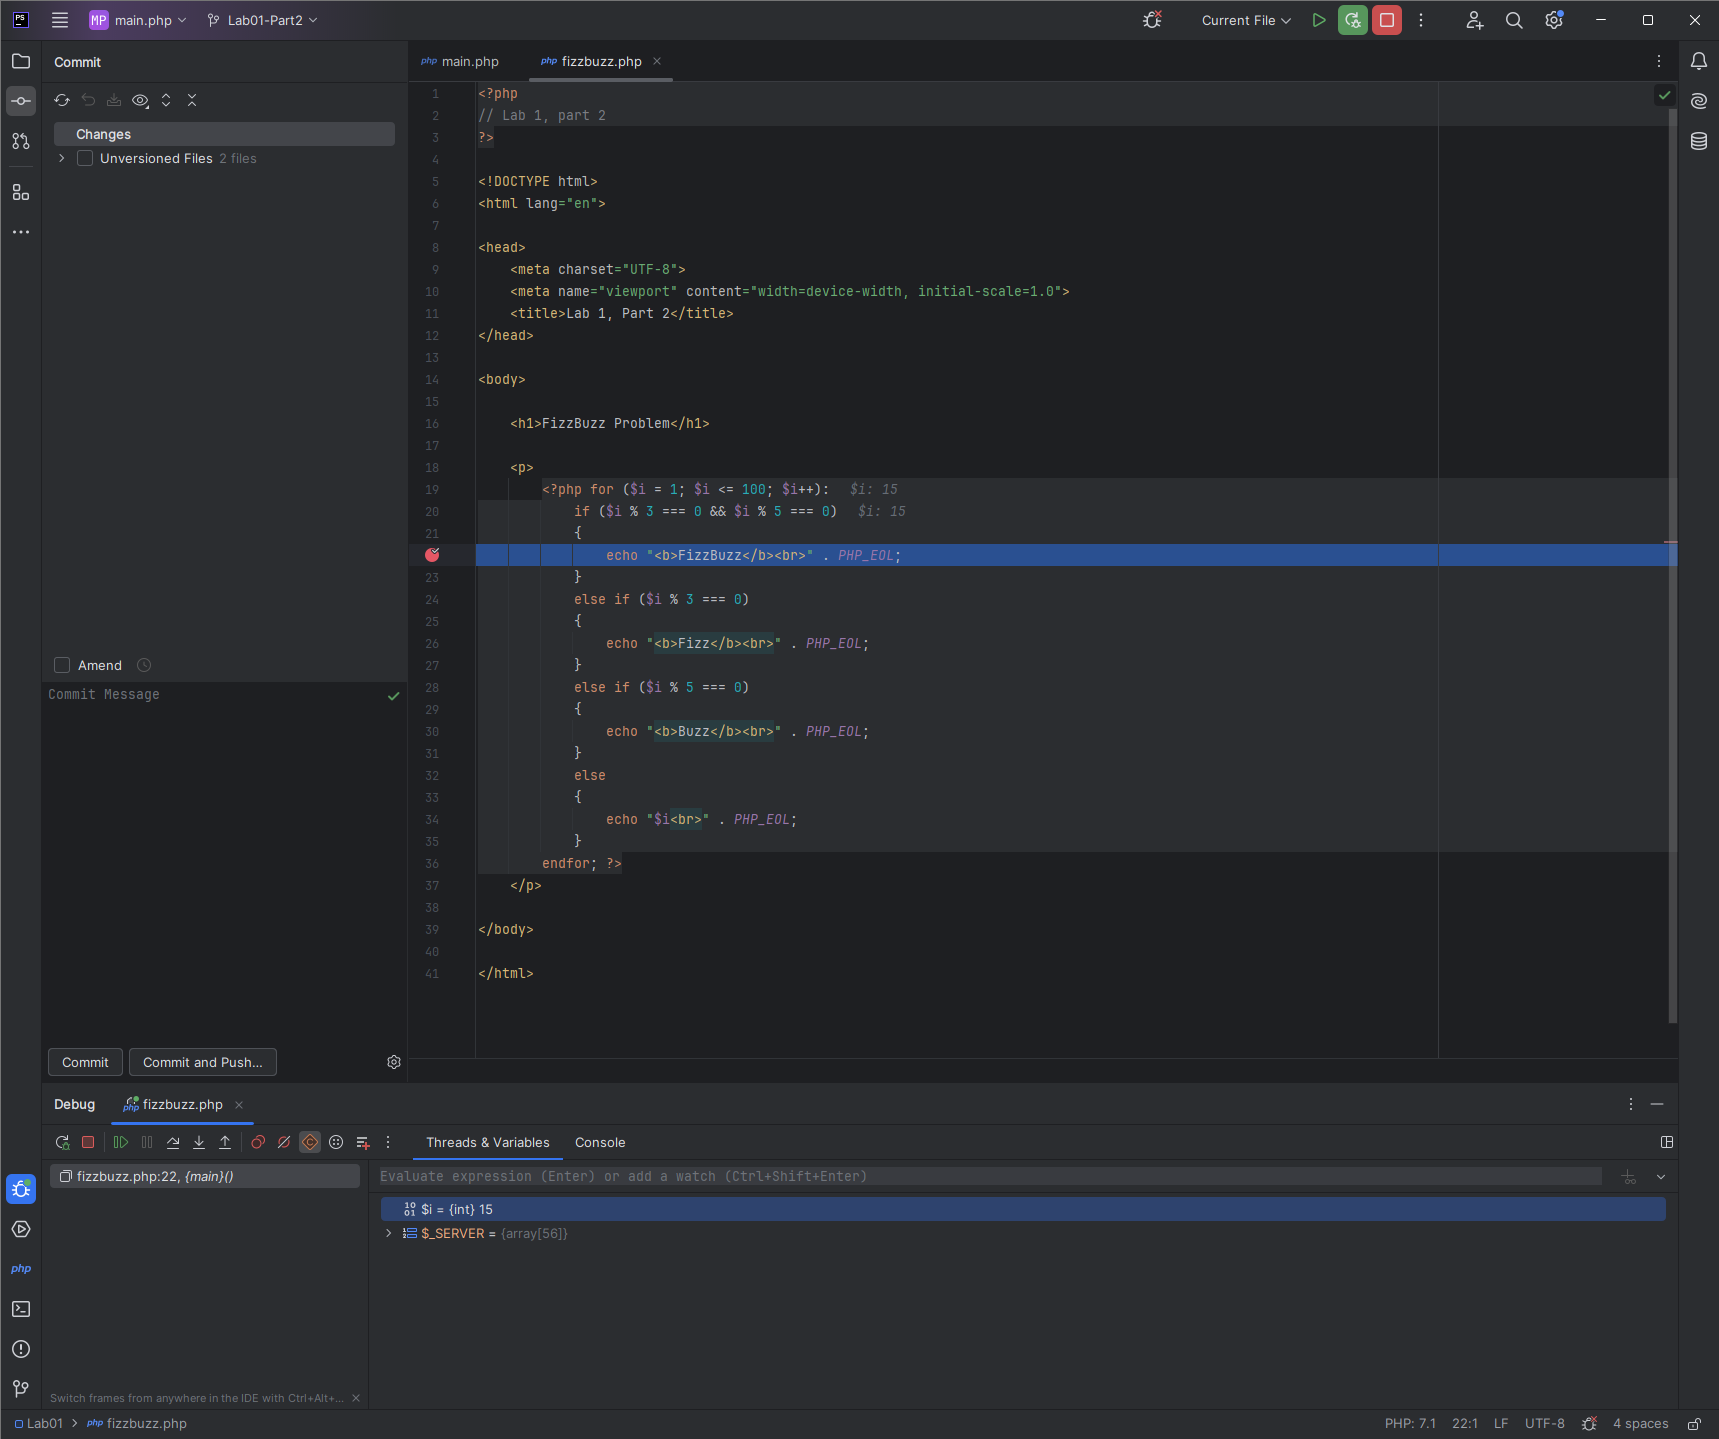 PS
MP main.php
Lab01-Part2
Current File
Commit
Changes
Unversioned Files 2 files
Amend
Commit Message
Commit
Commit and Push...
php main.php
php fizzbuzz.php
1 <?php
2 // Lab 1, part 2
3 ?>
4
5 <!DOCTYPE html>
6 <html lang="en">
7
8 <head>
9 <meta charset="UTF-8">
10 <meta name="viewport" content="width=device-width, initial-scale=1.0">
11 <title>Lab 1, Part 2</title>
12 </head>
13
14 <body>
15
16 <h1>FizzBuzz Problem</h1>
17
18 <p>
19 <?php for ($i = 1; $i <= 100; $i++): $i: 15
20 if ($i % 3 === 0 && $i % 5 === 0) $i: 15
21 {
echo "<b>FizzBuzz</b><br>" . PHP_EOL;
23 }
24 else if ($i % 3 === 0)
25 {
26 echo "<b>Fizz</b><br>" . PHP_EOL;
27 }
28 else if ($i % 5 === 0)
29 {
30 echo "<b>Buzz</b><br>" . PHP_EOL;
31 }
32 else
33 {
34 echo "$i<br>" . PHP_EOL;
35 }
36 endfor; ?>
37 </p>
38
39 </body>
40
41 </html>
Debug
php fizzbuzz.php
Threads & Variables
Console
fizzbuzz.php:22, {main}()
Evaluate expression (Enter) or add a watch (Ctrl+Shift+Enter)
10 01 $i = {int} 15
$_SERVER = {array[56]}
php
Switch frames from anywhere in the IDE with Ctrl+Alt+...
Lab01 > php fizzbuzz.php
PHP: 7.1
22:1
LF
UTF-8
4 spaces